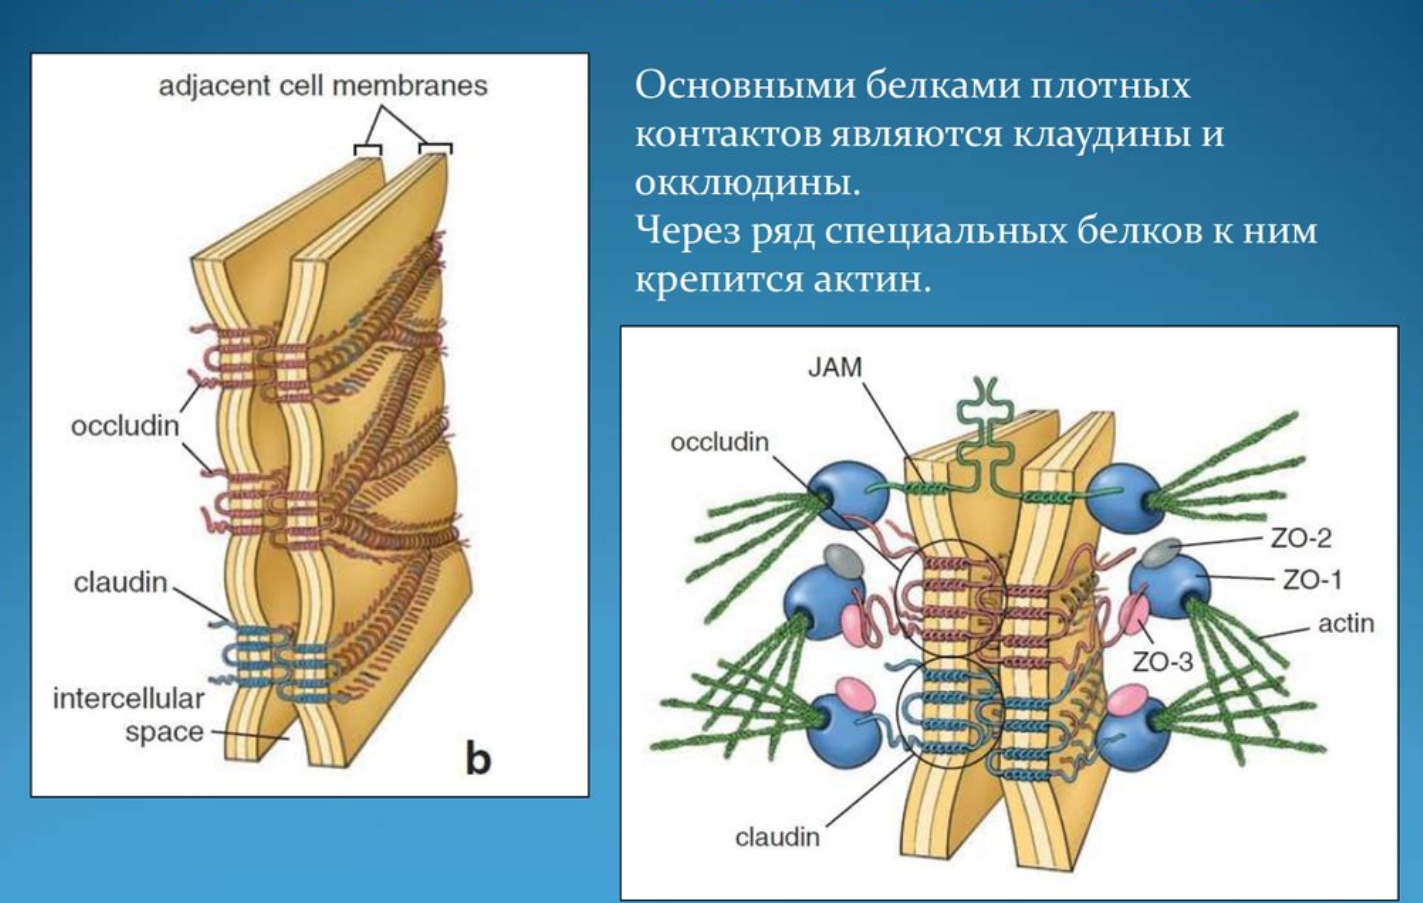 adjacent cell membranes
occludin
claudin
intercellular
space
b
Основными белками плотных
контактов являются клаудины и
окклюдины.
Через ряд специальных белков к ним
крепится актин.
JAM
occludin
ZO-2
ZO-1
actin
ZO-3
claudin